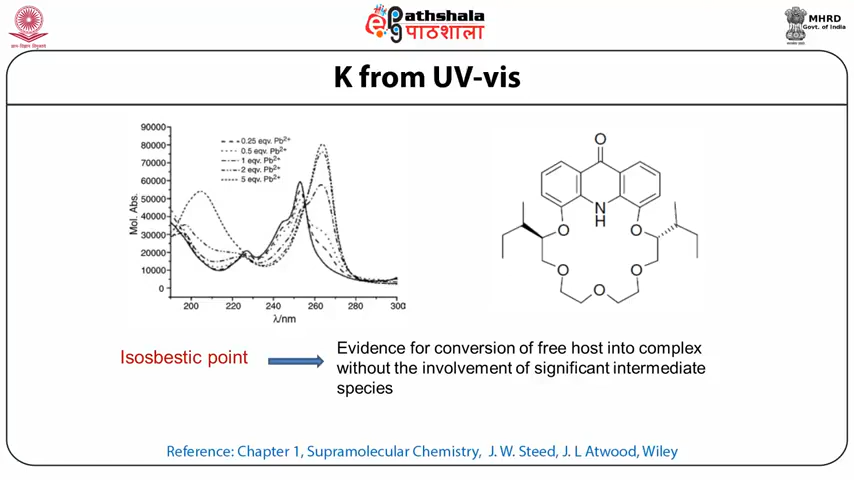 ePathshala
पाठशाला
MHRD
Govt. of India
K from UV-vis
90000
80000
70000
60000
50000
40000
30000
20000
10000
0
Mol. Abs.
0.25 eqv. Pb2+
0.5 eqv. Pb2+
1 eqv. Pb2+
2 eqv. Pb2+
5 eqv. Pb2+
200 220 240 260 280 300
λ/nm
O
N
H
O O
O O
O
Isosbestic point
Evidence for conversion of free host into complex
without the involvement of significant intermediate
species
Reference: Chapter 1, Supramolecular Chemistry, J. W. Steed, J. L Atwood, Wiley